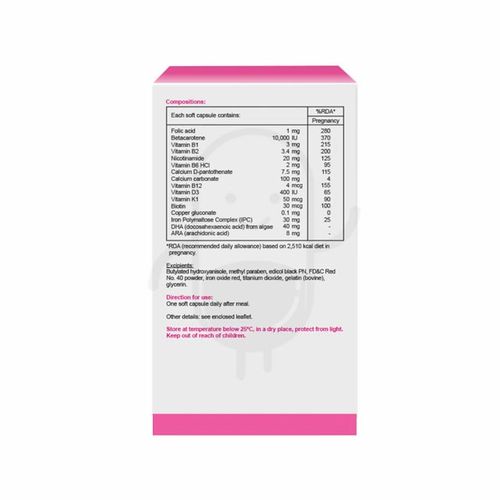 Compositions:
Each soft capsule contains: %RDA*
Pregnancy
Folic acid 1 mg 280
Betacarotene 10,000 IU 370
Vitamin B1 3 mg 215
Vitamin B2 3.4 mg 200
Nicotinamide 20 mg 125
Vitamin B6 HCl 2 mg 95
Calcium D-pantothenate 7.5 mg 115
Calcium carbonate 100 mg 4
Vitamin B12 4 mcg 155
Vitamin D3 400 IU 65
Vitamin K1 50 mcg 90
Biotin 30 mcg 100
Copper gluconate 0.1 mg 0
Iron Polymaltose Complex (IPC) 30 mg 25
DHA (docosahexaenoic acid) from algae 40 mg -
ARA (arachidonic acid) 8 mg -
*RDA (recommended daily allowance) based on 2,510 kcal diet in
pregnancy.
Excipients:
Butylated hydroxyanisole, methyl paraben, edicol black PN, FD&C Red
No. 40 powder, iron oxide red, titanium dioxide, gelatin (bovine),
glycerin.
Direction for use:
One soft capsule daily after meal.
Other details: see enclosed leaflet.
Store at temperature below 25°C, in a dry place, protect from light.
Keep out of reach of children.